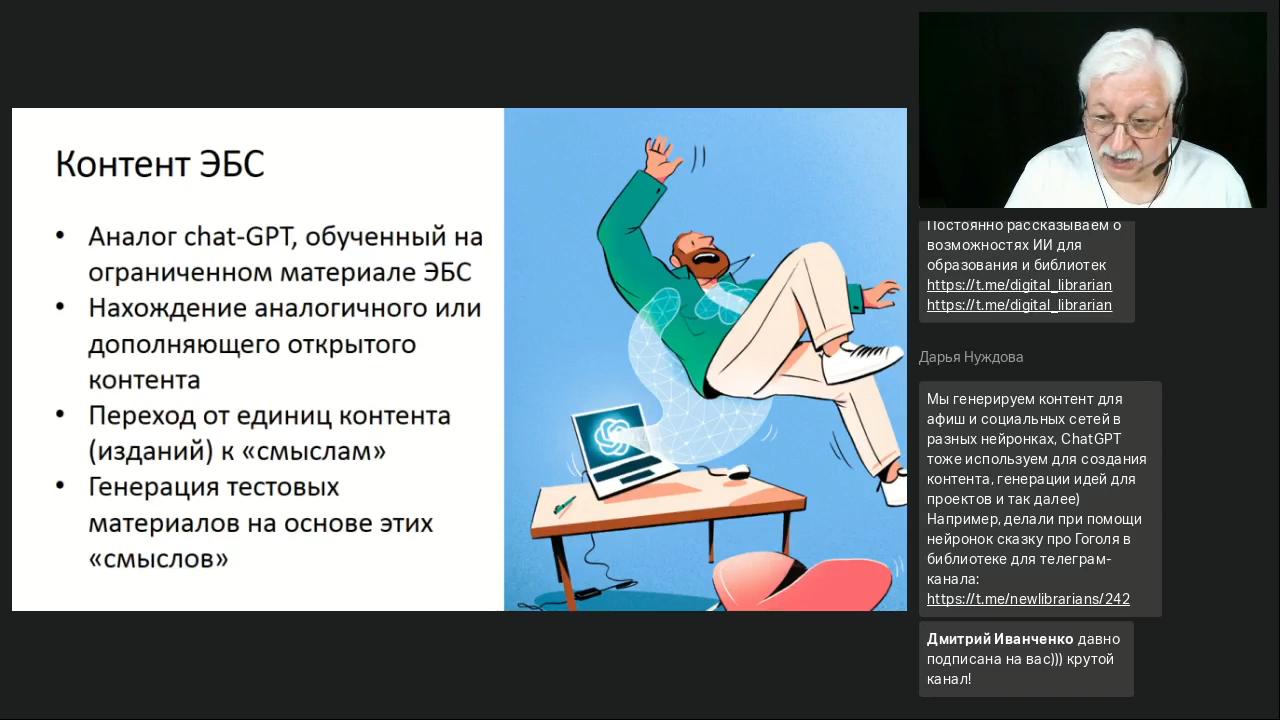 Контент ЭБС
• Аналог chat-GPT, обученный на
ограниченном материале ЭБС
• Нахождение аналогичного или
дополняющего открытого
контента
• Переход от единиц контента
(изданий) к «смыслам»
• Генерация тестовых
материалов на основе этих
«смыслов»
Постоянно рассказываем о
возможностях ИИ для
образования и библиотек
https://t.me/digital_librarian
https://t.me/digital_librarian
Дарья Нуждова
Мы генерируем контент для
афиш и социальных сетей в
разных нейронках, ChatGPT
тоже используем для создания
контента, генерации идей для
проектов и так далее)
Например, делали при помощи
нейронок сказку про Гоголя в
библиотеке для телеграм-
канала:
https://t.me/newlibrarians/242
Дмитрий Иванченко давно
подписана на вас))) крутой
канал!